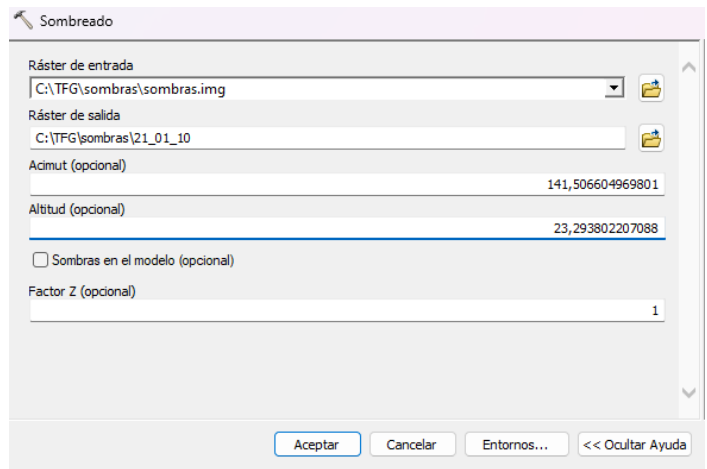 Sombreado
Ráster de entrada
C:\TFG\sombras\sombras.img
Ráster de salida
C:\TFG\sombras\21_01_10
Acimut (opcional)
141,506604969801
Altitud (opcional)
23,293802207088
Sombras en el modelo (opcional)
Factor Z (opcional)
1
Aceptar Cancelar Entornos... << Ocultar Ayuda